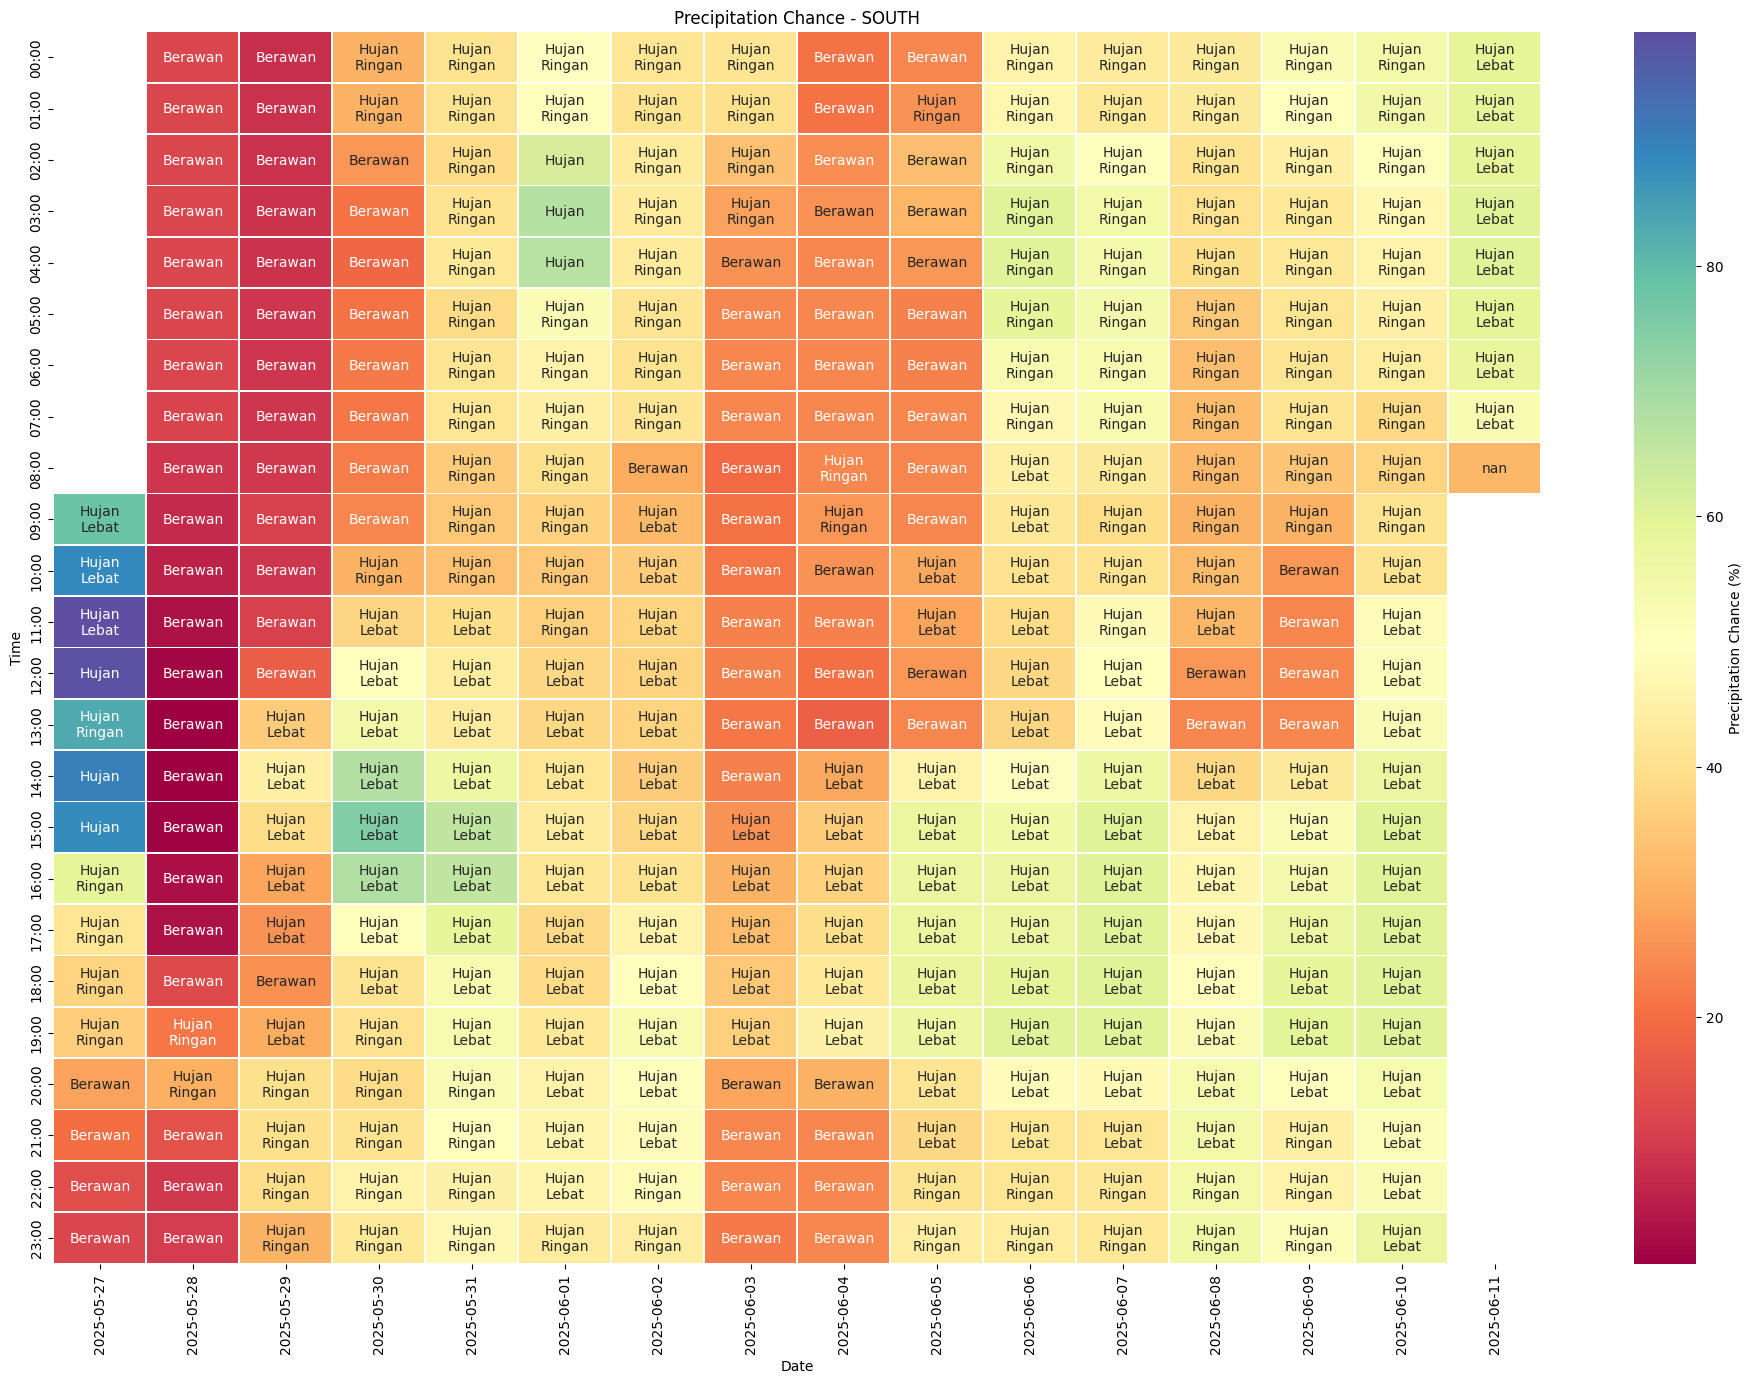 Precipitation Chance - SOUTH
00:00 Berawan Berawan Hujan Ringan Hujan Ringan Hujan Ringan Hujan Ringan Hujan Ringan Berawan Berawan Hujan Ringan Hujan Ringan Hujan Ringan Hujan Ringan Hujan Ringan Hujan Lebat
01:00 Berawan Berawan Hujan Ringan Hujan Ringan Hujan Ringan Hujan Ringan Hujan Ringan Berawan Hujan Ringan Hujan Ringan Hujan Ringan Hujan Ringan Hujan Ringan Hujan Ringan Hujan Lebat
02:00 Berawan Berawan Berawan Hujan Ringan Hujan Hujan Ringan Hujan Ringan Berawan Berawan Hujan Ringan Hujan Ringan Hujan Ringan Hujan Ringan Hujan Ringan Hujan Lebat
03:00 Berawan Berawan Berawan Hujan Ringan Hujan Hujan Ringan Hujan Ringan Berawan Berawan Hujan Ringan Hujan Ringan Hujan Ringan Hujan Ringan Hujan Ringan Hujan Lebat
04:00 Berawan Berawan Berawan Hujan Ringan Hujan Hujan Ringan Berawan Berawan Berawan Hujan Ringan Hujan Ringan Hujan Ringan Hujan Ringan Hujan Ringan Hujan Lebat
05:00 Berawan Berawan Berawan Hujan Ringan Hujan Ringan Hujan Ringan Berawan Berawan Berawan Hujan Ringan Hujan Ringan Hujan Ringan Hujan Ringan Hujan Ringan Hujan Lebat
06:00 Berawan Berawan Berawan Hujan Ringan Hujan Ringan Hujan Ringan Berawan Berawan Berawan Hujan Ringan Hujan Ringan Hujan Ringan Hujan Ringan Hujan Ringan Hujan Lebat
07:00 Berawan Berawan Berawan Hujan Ringan Hujan Ringan Hujan Ringan Berawan Berawan Berawan Hujan Ringan Hujan Ringan Hujan Ringan Hujan Ringan Hujan Ringan Hujan Lebat
08:00 Berawan Berawan Berawan Hujan Ringan Hujan Ringan Berawan Berawan Hujan Ringan Berawan Hujan Lebat Hujan Ringan Hujan Ringan Hujan Ringan Hujan Ringan nan
09:00 Hujan Lebat Berawan Berawan Berawan Hujan Ringan Hujan Ringan Hujan Lebat Berawan Hujan Ringan Berawan Hujan Lebat Hujan Ringan Hujan Ringan Hujan Ringan Hujan Ringan
10:00 Hujan Lebat Berawan Berawan Hujan Ringan Hujan Ringan Hujan Ringan Hujan Lebat Berawan Berawan Hujan Lebat Hujan Lebat Hujan Ringan Hujan Ringan Berawan Hujan Lebat
11:00 Hujan Lebat Berawan Berawan Hujan Lebat Hujan Lebat Hujan Ringan Hujan Lebat Berawan Berawan Hujan Lebat Hujan Lebat Hujan Ringan Hujan Lebat Berawan Hujan Lebat
12:00 Hujan Berawan Berawan Hujan Lebat Hujan Lebat Hujan Lebat Hujan Lebat Berawan Berawan Berawan Hujan Lebat Hujan Lebat Berawan Berawan Hujan Lebat
13:00 Hujan Ringan Berawan Hujan Lebat Hujan Lebat Hujan Lebat Hujan Lebat Hujan Lebat Berawan Berawan Berawan Hujan Lebat Hujan Lebat Berawan Berawan Hujan Lebat
14:00 Hujan Berawan Hujan Lebat Hujan Lebat Hujan Lebat Hujan Lebat Hujan Lebat Berawan Hujan Lebat Hujan Lebat Hujan Lebat Hujan Lebat Hujan Lebat Hujan Lebat Hujan Lebat
15:00 Hujan Berawan Hujan Lebat Hujan Lebat Hujan Lebat Hujan Lebat Hujan Lebat Hujan Lebat Hujan Lebat Hujan Lebat Hujan Lebat Hujan Lebat Hujan Lebat Hujan Lebat Hujan Lebat
16:00 Hujan Ringan Berawan Hujan Lebat Hujan Lebat Hujan Lebat Hujan Lebat Hujan Lebat Hujan Lebat Hujan Lebat Hujan Lebat Hujan Lebat Hujan Lebat Hujan Lebat Hujan Lebat Hujan Lebat
17:00 Hujan Ringan Berawan Hujan Lebat Hujan Lebat Hujan Lebat Hujan Lebat Hujan Lebat Hujan Lebat Hujan Lebat Hujan Lebat Hujan Lebat Hujan Lebat Hujan Lebat Hujan Lebat Hujan Lebat
18:00 Hujan Ringan Berawan Berawan Hujan Lebat Hujan Lebat Hujan Lebat Hujan Lebat Hujan Lebat Hujan Lebat Hujan Lebat Hujan Lebat Hujan Lebat Hujan Lebat Hujan Lebat Hujan Lebat
19:00 Hujan Ringan Hujan Ringan Hujan Lebat Hujan Ringan Hujan Lebat Hujan Lebat Hujan Lebat Hujan Lebat Hujan Lebat Hujan Lebat Hujan Lebat Hujan Lebat Hujan Lebat Hujan Lebat Hujan Lebat
20:00 Berawan Hujan Ringan Hujan Ringan Hujan Ringan Hujan Ringan Hujan Lebat Hujan Lebat Berawan Berawan Hujan Lebat Hujan Lebat Hujan Lebat Hujan Lebat Hujan Lebat Hujan Lebat
21:00 Berawan Berawan Hujan Ringan Hujan Ringan Hujan Ringan Hujan Lebat Hujan Lebat Berawan Berawan Hujan Lebat Hujan Lebat Hujan Lebat Hujan Lebat Hujan Ringan Hujan Lebat
22:00 Berawan Berawan Hujan Ringan Hujan Ringan Hujan Ringan Hujan Lebat Hujan Ringan Berawan Berawan Hujan Ringan Hujan Ringan Hujan Ringan Hujan Ringan Hujan Ringan Hujan Lebat
23:00 Berawan Berawan Hujan Ringan Hujan Ringan Hujan Ringan Hujan Ringan Hujan Ringan Berawan Berawan Hujan Ringan Hujan Ringan Hujan Ringan Hujan Ringan Hujan Ringan Hujan Lebat
Time
2025-05-27
2025-05-28
2025-05-29
2025-05-30
2025-05-31
2025-06-01
2025-06-02
2025-06-03
2025-06-04
2025-06-05
2025-06-06
2025-06-07
2025-06-08
2025-06-09
2025-06-10
2025-06-11
Date
80
60
40
20
Precipitation Chance (%)